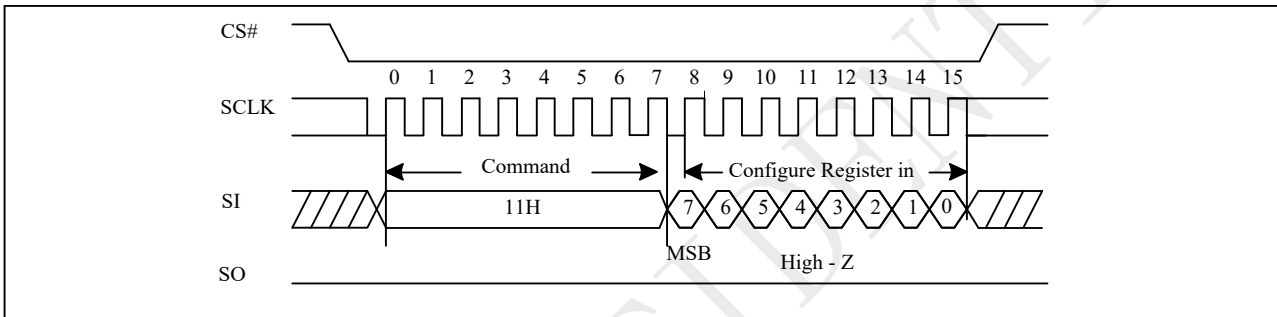 CS#
0 1 2 3 4 5 6 7 8 9 10 11 12 13 14 15
SCLK
Command Configure Register in
SI 11H 7 6 5 4 3 2 1 0
MSB High - Z
SO